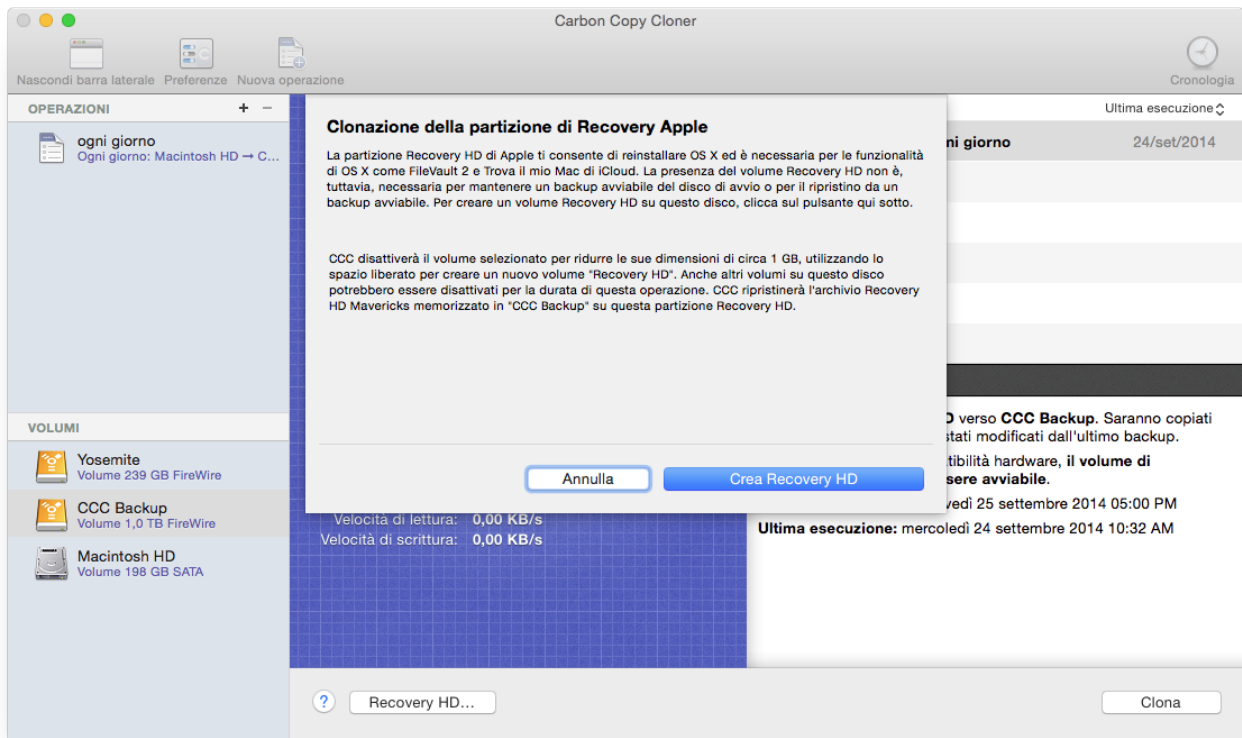 Carbon Copy Cloner
Nascondi barra laterale Preferenze Nuova operazione
Cronologia
OPERAZIONI + −
ogni giorno
Ogni giorno: Macintosh HD → C...
Clonazione della partizione di Recovery Apple
La partizione Recovery HD di Apple ti consente di reinstallare OS X ed è necessaria per le funzionalità
di OS X come FileVault 2 e Trova il mio Mac di iCloud. La presenza del volume Recovery HD non è,
tuttavia, necessaria per mantenere un backup avviabile del disco di avvio o per il ripristino da un
backup avviabile. Per creare un volume Recovery HD su questo disco, clicca sul pulsante qui sotto.
CCC disattiverà il volume selezionato per ridurre le sue dimensioni di circa 1 GB, utilizzando lo
spazio liberato per creare un nuovo volume "Recovery HD". Anche altri volumi su questo disco
potrebbero essere disattivati per la durata di questa operazione. CCC ripristinerà l'archivio Recovery
HD Mavericks memorizzato in "CCC Backup" su questa partizione Recovery HD.
Annulla Crea Recovery HD
Ultima esecuzione
ni giorno 24/set/2014
VOLUMI
Yosemite
Volume 239 GB FireWire
CCC Backup
Volume 1,0 TB FireWire
Macintosh HD
Volume 198 GB SATA
Velocità di lettura: 0,00 KB/s
Velocità di scrittura: 0,00 KB/s
verso CCC Backup. Saranno copiati
stati modificati dall'ultimo backup.
tibilità hardware, il volume di
sere avviabile.
vedì 25 settembre 2014 05:00 PM
Ultima esecuzione: mercoledì 24 settembre 2014 10:32 AM
? Recovery HD... Clona